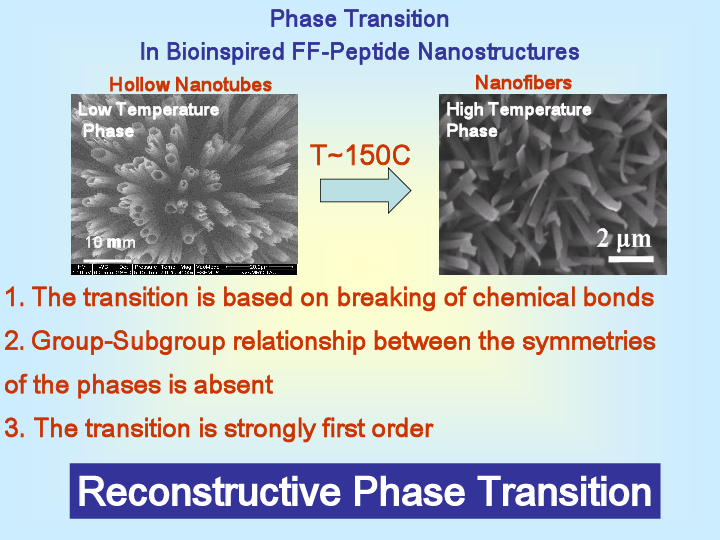 Phase Transition
In Bioinspired FF-Peptide Nanostructures
Hollow Nanotubes
Nanofibers
Low Temperature
Phase
10 mm
High Temperature
Phase
2 µm
T~150C
1. The transition is based on breaking of chemical bonds
2. Group-Subgroup relationship between the symmetries
of the phases is absent
3. The transition is strongly first order
Reconstructive Phase Transition